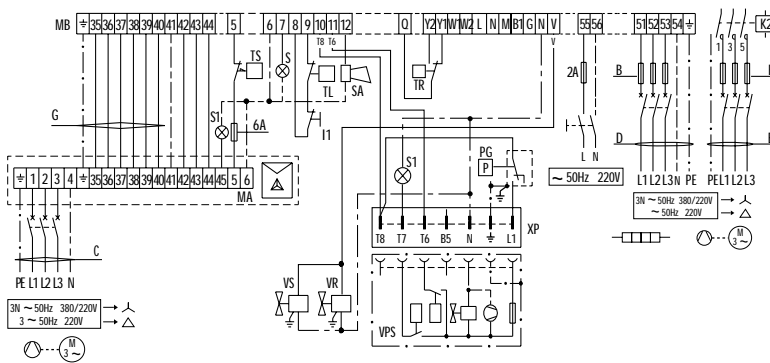 MB
35 36 37 38 39 40 41 42 43 44
5
6 7 8 9 10 11 12
T8 T6
Q
Y2 Y1 W1 W2 L N M B1 G N V
V
55 56
51 52 53 54
K2
1 3 5
TS
S
TL
SA
TR
2A
B
G
S1
6A
I1
S1
PG
P
D
L N
L1 L2 L3 N PE
PE L1 L2 L3
~ 50Hz 220V
1 2 3 4
35 36 37 38 39 40 41 42 43 44 45 5 6
MA
3N ~ 50Hz 380/220V
~ 50Hz 220V
T8 T7 T6 B5 N L1
XP
M
3 ~
C
PE L1 L2 L3 N
VS
VR
VPS
3N ~ 50Hz 380/220V
3 ~ 50Hz 220V
M
3 ~